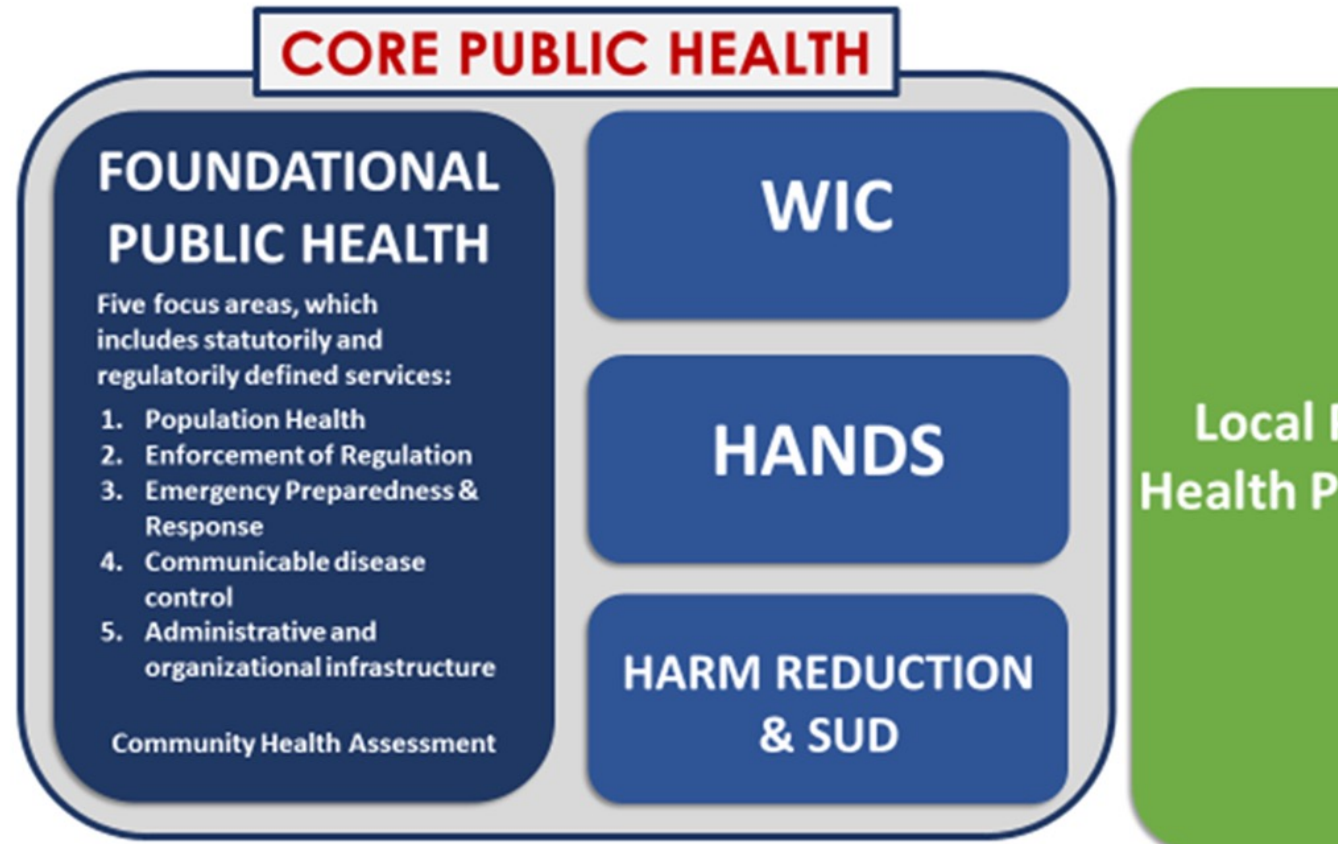 CORE PUBLIC HEALTH
FOUNDATIONAL
PUBLIC HEALTH
Five focus areas, which
includes statutorily and
regulatorily defined services:
1. Population Health
2. Enforcement of Regulation
3. Emergency Preparedness &
Response
4. Communicable disease
control
5. Administrative and
organizational infrastructure
Community Health Assessment
WIC
HANDS
HARM REDUCTION
& SUD
Local
Health